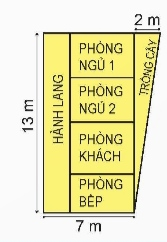 2 m
PHÒNG
NGỦ 1
TRỒNG CÂY
PHÒNG
NGỦ 2
HÀNH LANG
13 m
PHÒNG
KHÁCH
PHÒNG
BẾP
7 m